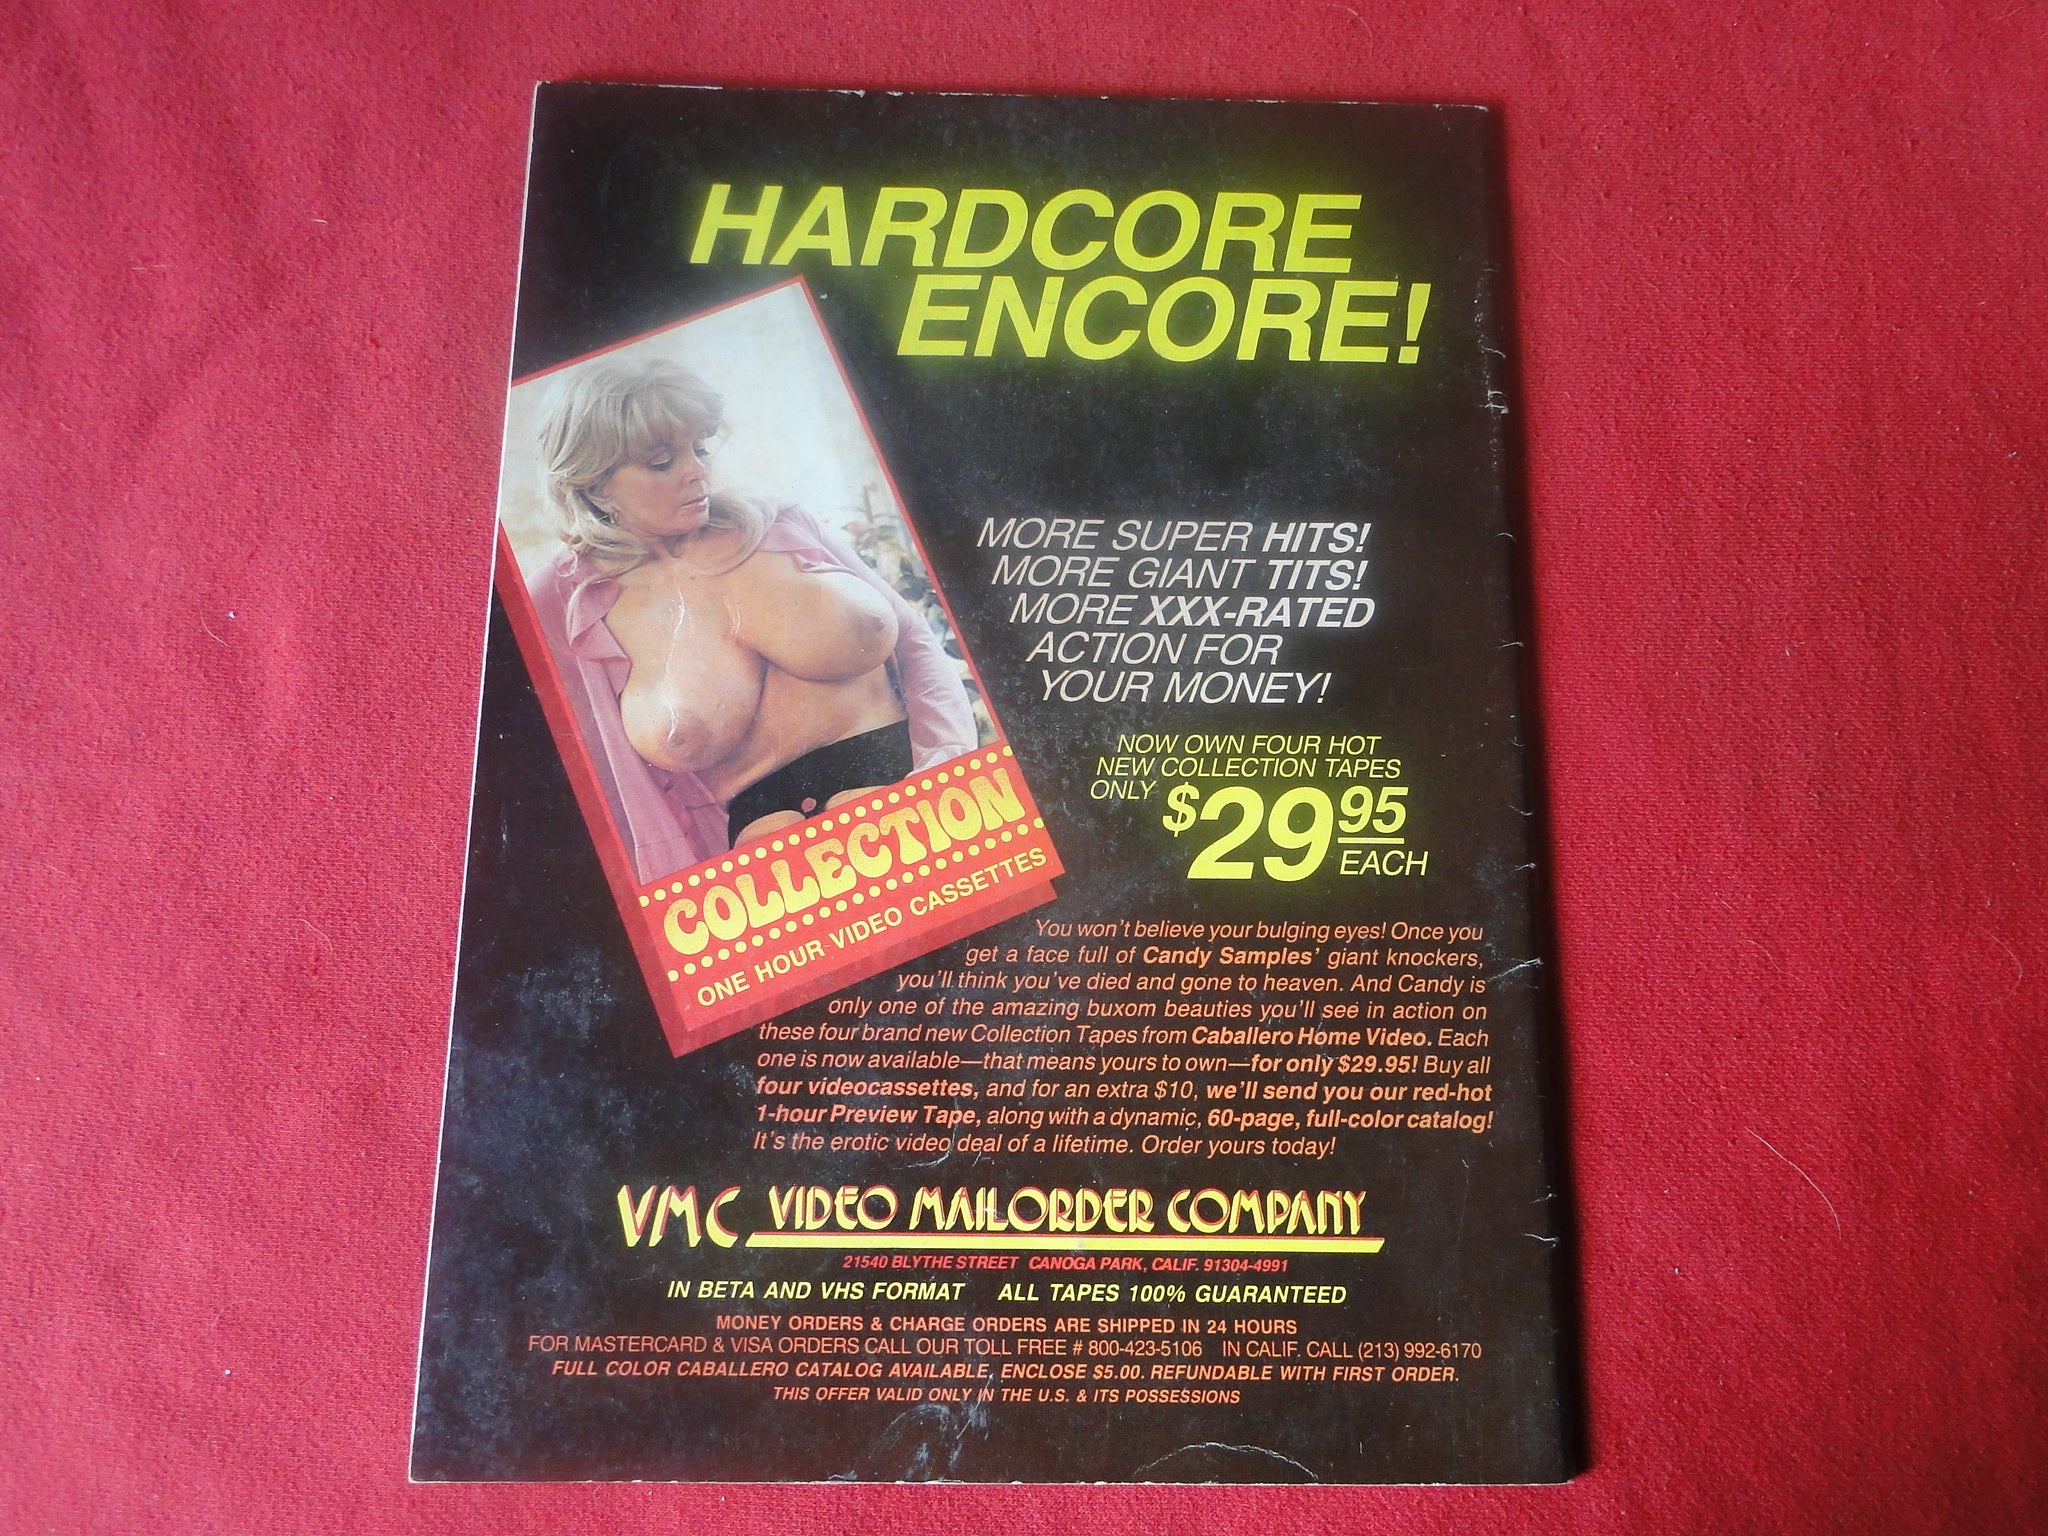 HARDCORE
ENCORE!
MORE SUPER HITS!
MORE GIANT TITS!
MORE XXX-RATED
ACTION FOR
YOUR MONEY!
NOW OWN FOUR HOT
NEW COLLECTION TAPES
ONLY $29.95
EACH
COLLECTION
ONE HOUR VIDEO CASSETTES
You won't believe your bulging eyes! Once you
get a face full of Candy Samples' giant knockers,
you'll think you've died and gone to heaven. And Candy is
only one of the amazing buxom beauties you'll see in action on
these four brand new Collection Tapes from Caballero Home Video. Each
one is now available—that means yours to own—for only $29.95! Buy all
four videocassettes, and for an extra $10, we'll send you our red-hot
1-hour Preview Tape, along with a dynamic, 60-page, full-color catalog!
It's the erotic video deal of a lifetime. Order yours today!
VMC VIDEO MAILORDER COMPANY
21540 BLYTHE STREET CANOGA PARK, CALIF. 91304-4991
IN BETA AND VHS FORMAT ALL TAPES 100% GUARANTEED
MONEY ORDERS & CHARGE ORDERS ARE SHIPPED IN 24 HOURS
FOR MASTERCARD & VISA ORDERS CALL OUR TOLL FREE # 800-423-5106 IN CALIF. CALL (213) 992-6170
FULL COLOR CABALLERO CATALOG AVAILABLE, ENCLOSE $5.00. REFUNDABLE WITH FIRST ORDER.
THIS OFFER VALID ONLY IN THE U.S. & ITS POSSESSIONS